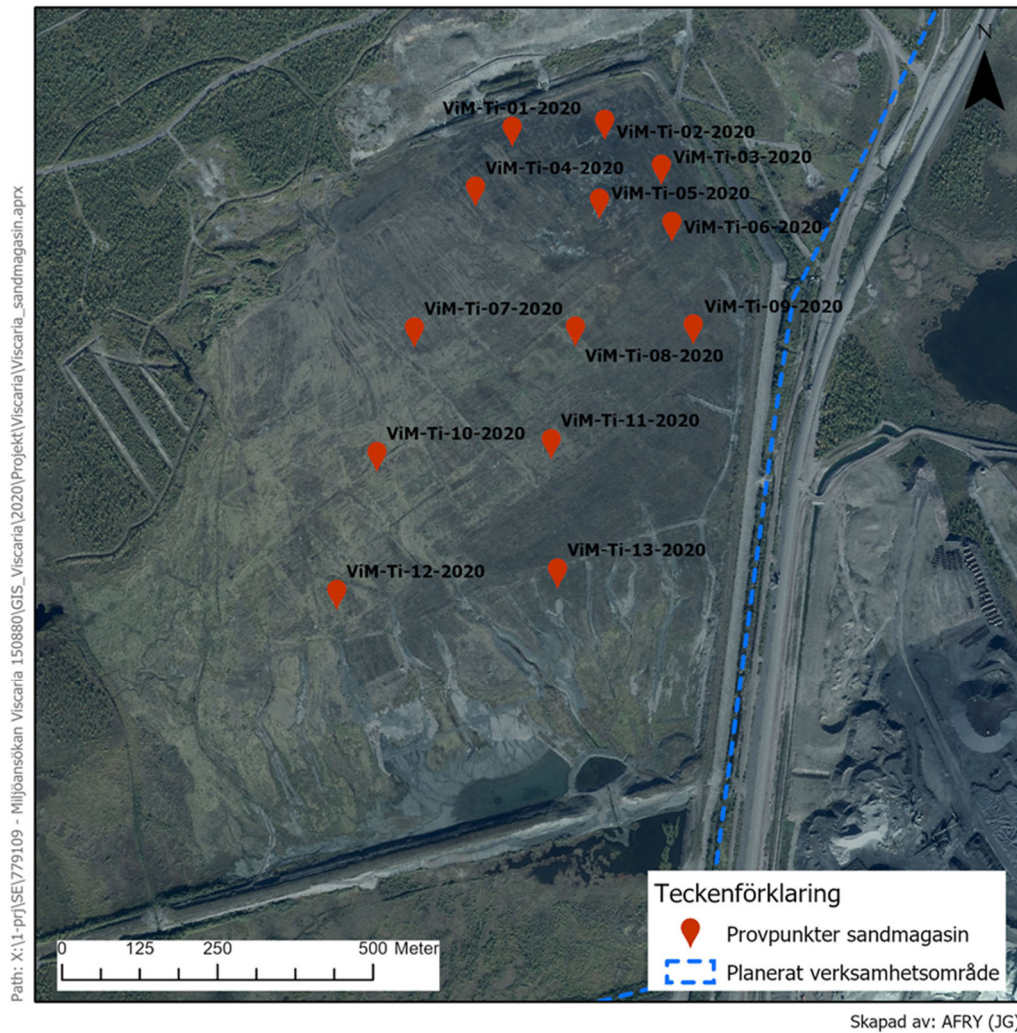 N
ViM-Ti-01-2020
ViM-Ti-02-2020
ViM-Ti-03-2020
ViM-Ti-04-2020
ViM-Ti-05-2020
ViM-Ti-06-2020
ViM-Ti-07-2020
ViM-Ti-09-2020
ViM-Ti-08-2020
ViM-Ti-11-2020
ViM-Ti-10-2020
ViM-Ti-13-2020
ViM-Ti-12-2020
Path: X:\1-prj\SE\779109 - Miljöansökan Viscaria 150880\GIS_Viscaria\2020\Projekt\Viscaria\Viscaria_sandmagasin.aprx
Teckenförklaring
Provpunkter sandmagasin
Planerat verksamhetsområde
0 125 250 500 Meter
Skapad av: AFRY (JG)